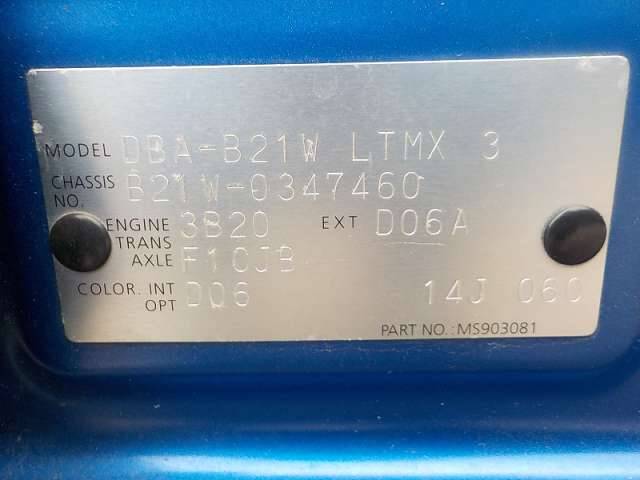 MODEL DBA-B21W LTMX 3
CHASSIS NO. B21W-0347460
ENGINE 3B20 EXT D06A
TRANS AXLE F1CJB
COLOR. INT D06 14J 060
OPT
PART NO.: MS903081